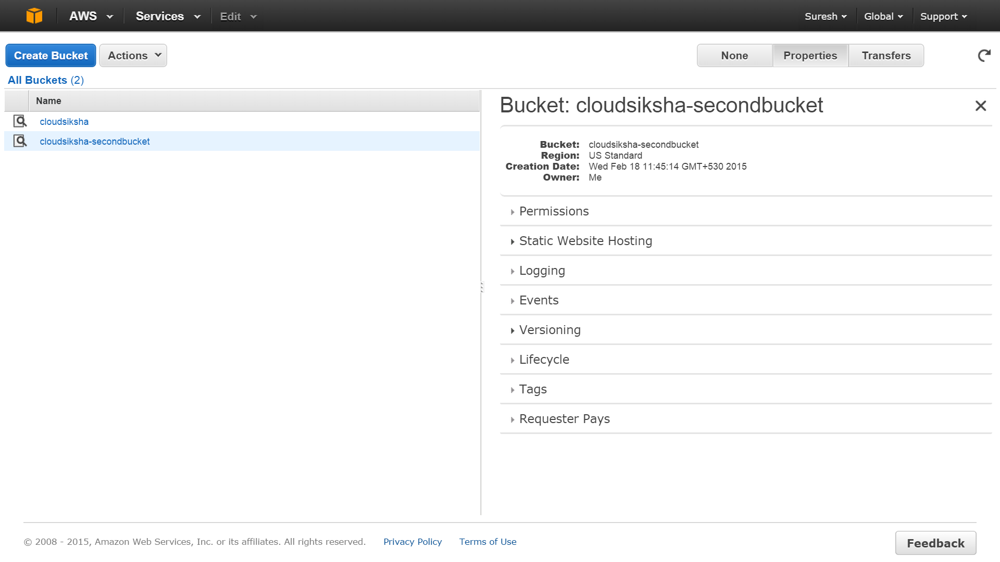 AWS Services Edit Suresh Global Support
Create Bucket Actions None Properties Transfers
All Buckets (2)
Name
cloudsiksha
cloudsiksha-secondbucket
Bucket: cloudsiksha-secondbucket
Bucket: cloudsiksha-secondbucket
Region: US Standard
Creation Date: Wed Feb 18 11:45:14 GMT+530 2015
Owner: Me
Permissions
Static Website Hosting
Logging
Events
Versioning
Lifecycle
Tags
Requester Pays
© 2008 - 2015, Amazon Web Services, Inc. or its affiliates. All rights reserved. Privacy Policy Terms of Use Feedback